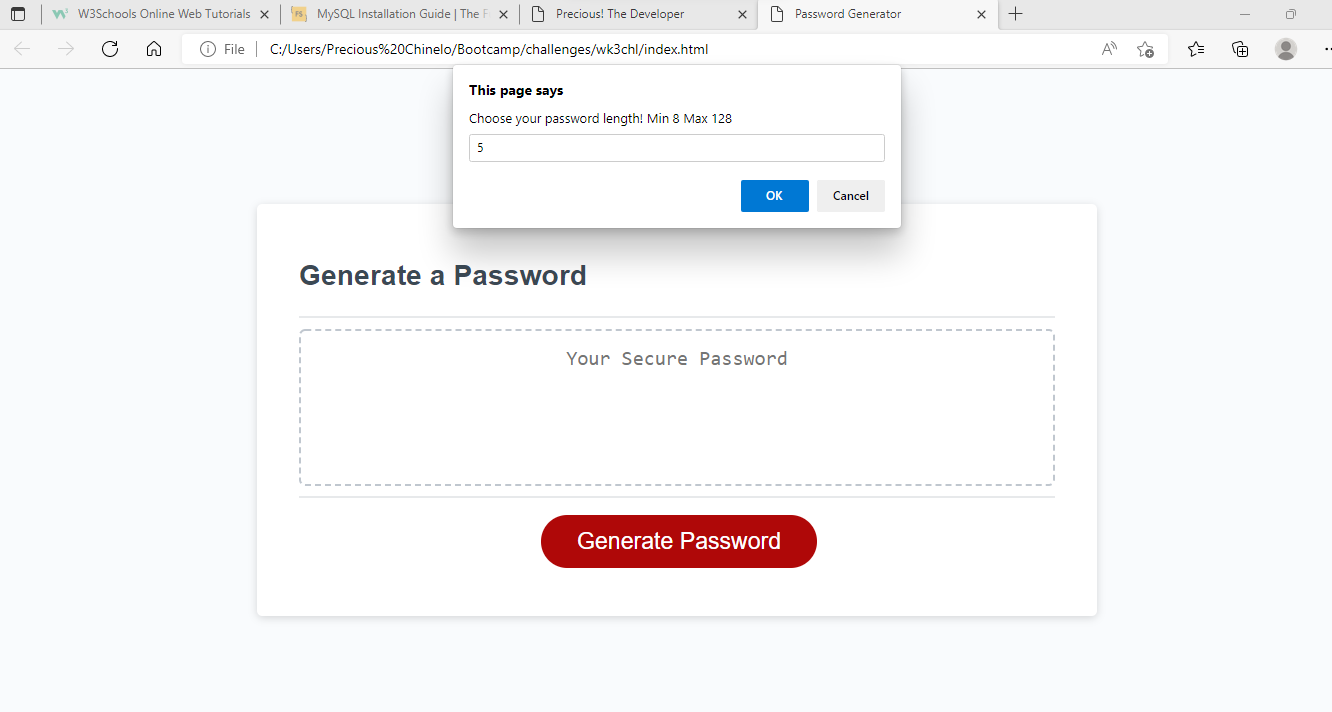 W3Schools Online Web Tutorials
MySQL Installation Guide | The F
Precious! The Developer
Password Generator
File
C:/Users/Precious%20Chinelo/Bootcamp/challenges/wk3chl/index.html
This page says
Choose your password length! Min 8 Max 128
5
OK
Cancel
Generate a Password
Your Secure Password
Generate Password